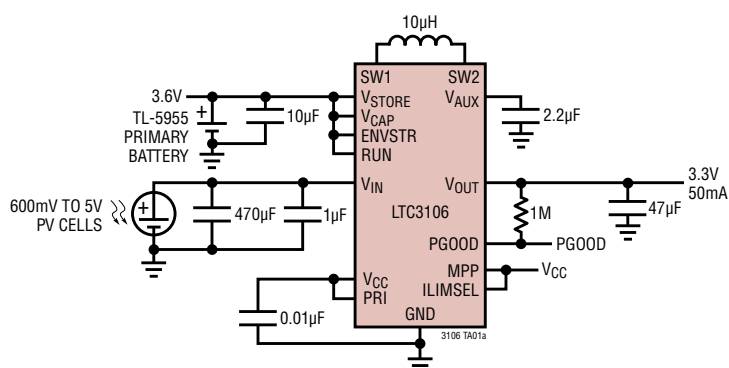 10µH
SW1
SW2
3.6V
TL-5955
PRIMARY
BATTERY
+
10µF
VSTORE
VCAP
ENVSTR
RUN
VAUX
2.2µF
600mV TO 5V
PV CELLS
+
470µF
1µF
VIN
LTC3106
VOUT
3.3V
50mA
1M
47µF
PGOOD
PGOOD
MPP
VCC
ILIMSEL
VCC
PRI
0.01µF
GND
3106 TA01a